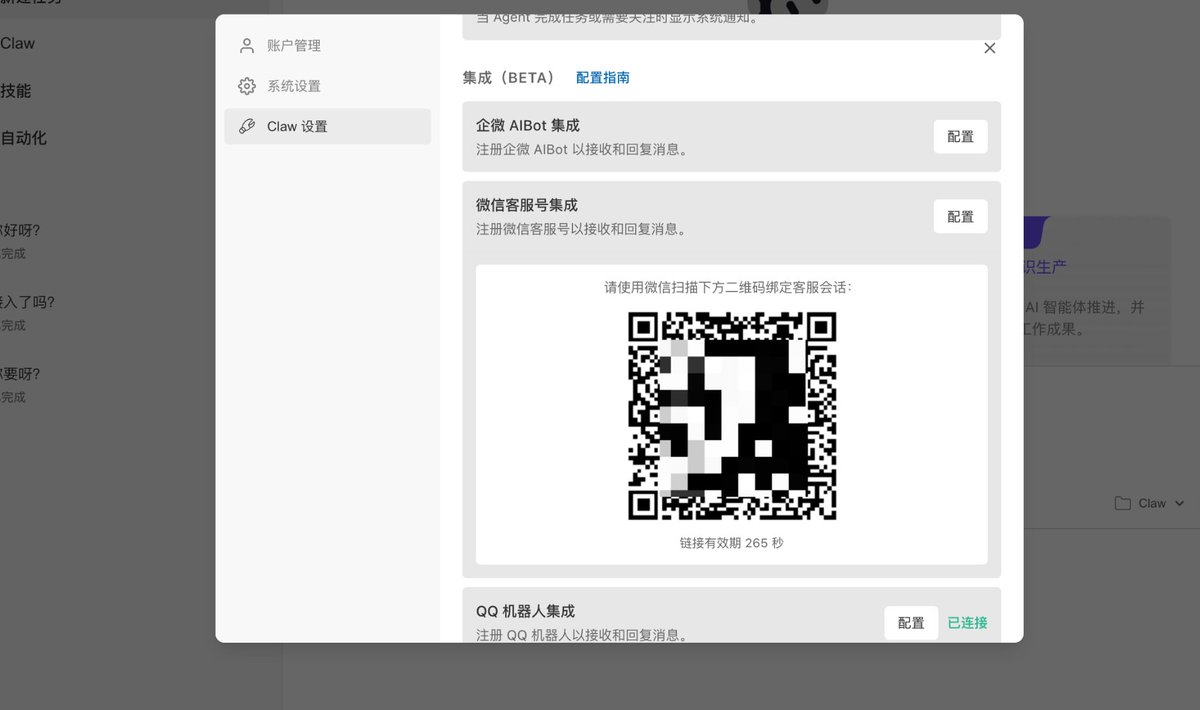 Claw
技能
自动化
好呀?
完成
接入了吗?
完成
要呀?
完成
账户管理
系统设置
Claw 设置
当 Agent 完成任务或需要关注时显示系统通知。
集成（BETA） 配置指南
企微 AIBot 集成
注册企微 AIBot 以接收和回复消息。
配置
微信客服号集成
注册微信客服号以接收和回复消息。
配置
请使用微信扫描下方二维码绑定客服会话：
链接有效期 265 秒
QQ 机器人集成
注册 QQ 机器人以接收和回复消息。
配置 已连接
识生产
AI 智能体推进，并
工作成果。
Claw